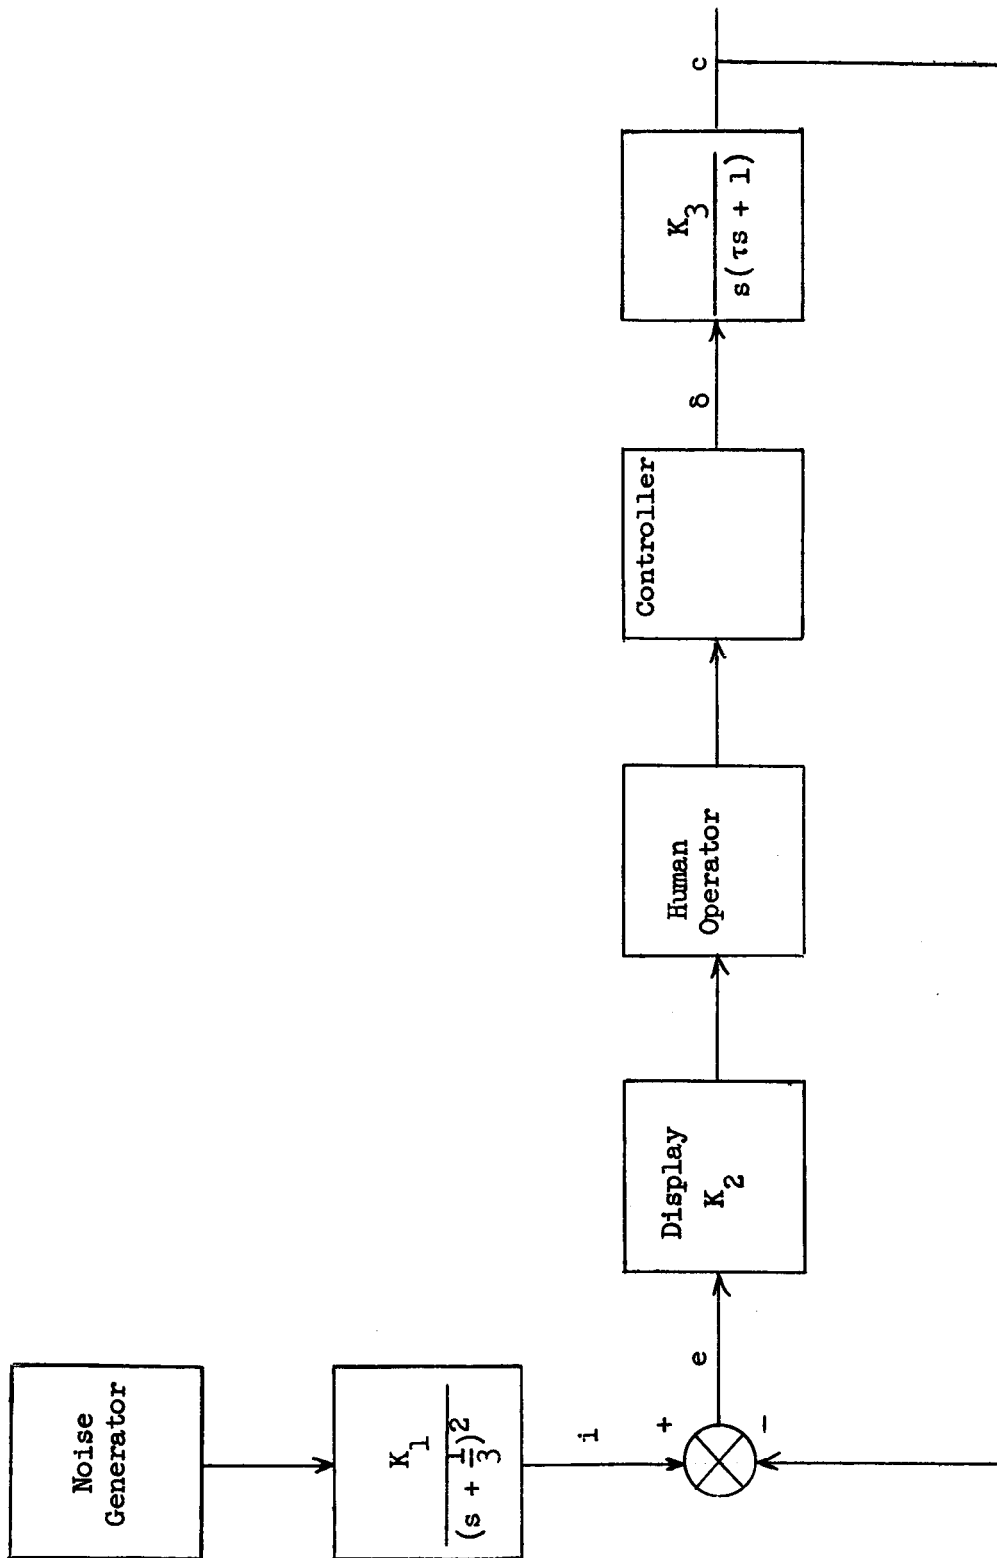 Noise
Generator
K1
(s + 1/3)^2
i
+
-
e
Display
K2
Human
Operator
Controller
δ
K3
s(τs + 1)
c